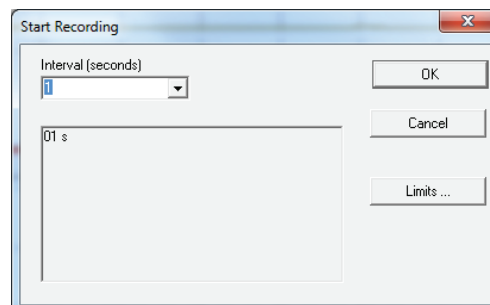 Start Recording
Interval (seconds)
1
OK
01 s
Cancel
Limits ...